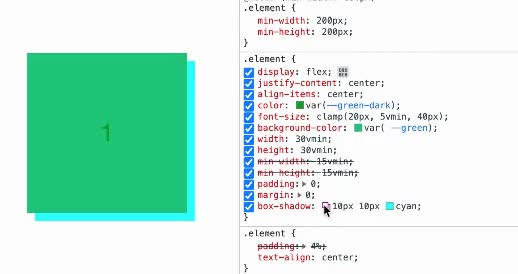 .element {
min-width: 200px;
min-height: 200px;
}
.element {
display: flex;
justify-content: center;
align-items: center;
color: var(--green-dark);
font-size: clamp(20px, 5vmin, 40px);
background-color: var( --green);
width: 30vmin;
height: 30vmin;
min-width: 15vmin;
min-height: 15vmin;
padding: 0;
margin: 0;
box-shadow: 10px 10px cyan;
}
.element {
padding: 4%;
text-align: center;
1